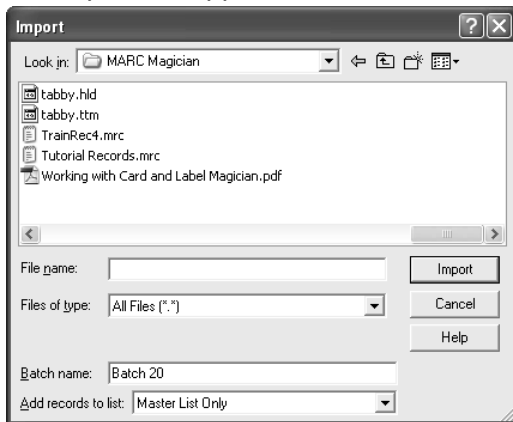 Import
Look in: MARC Magician
tabby.hld
tabby.ttm
TrainRec4.mrc
Tutorial Records.mrc
Working with Card and Label Magician.pdf
File name: Import
Files of type: All Files (*.*) Cancel
Help
Batch name: Batch 20
Add records to list: Master List Only